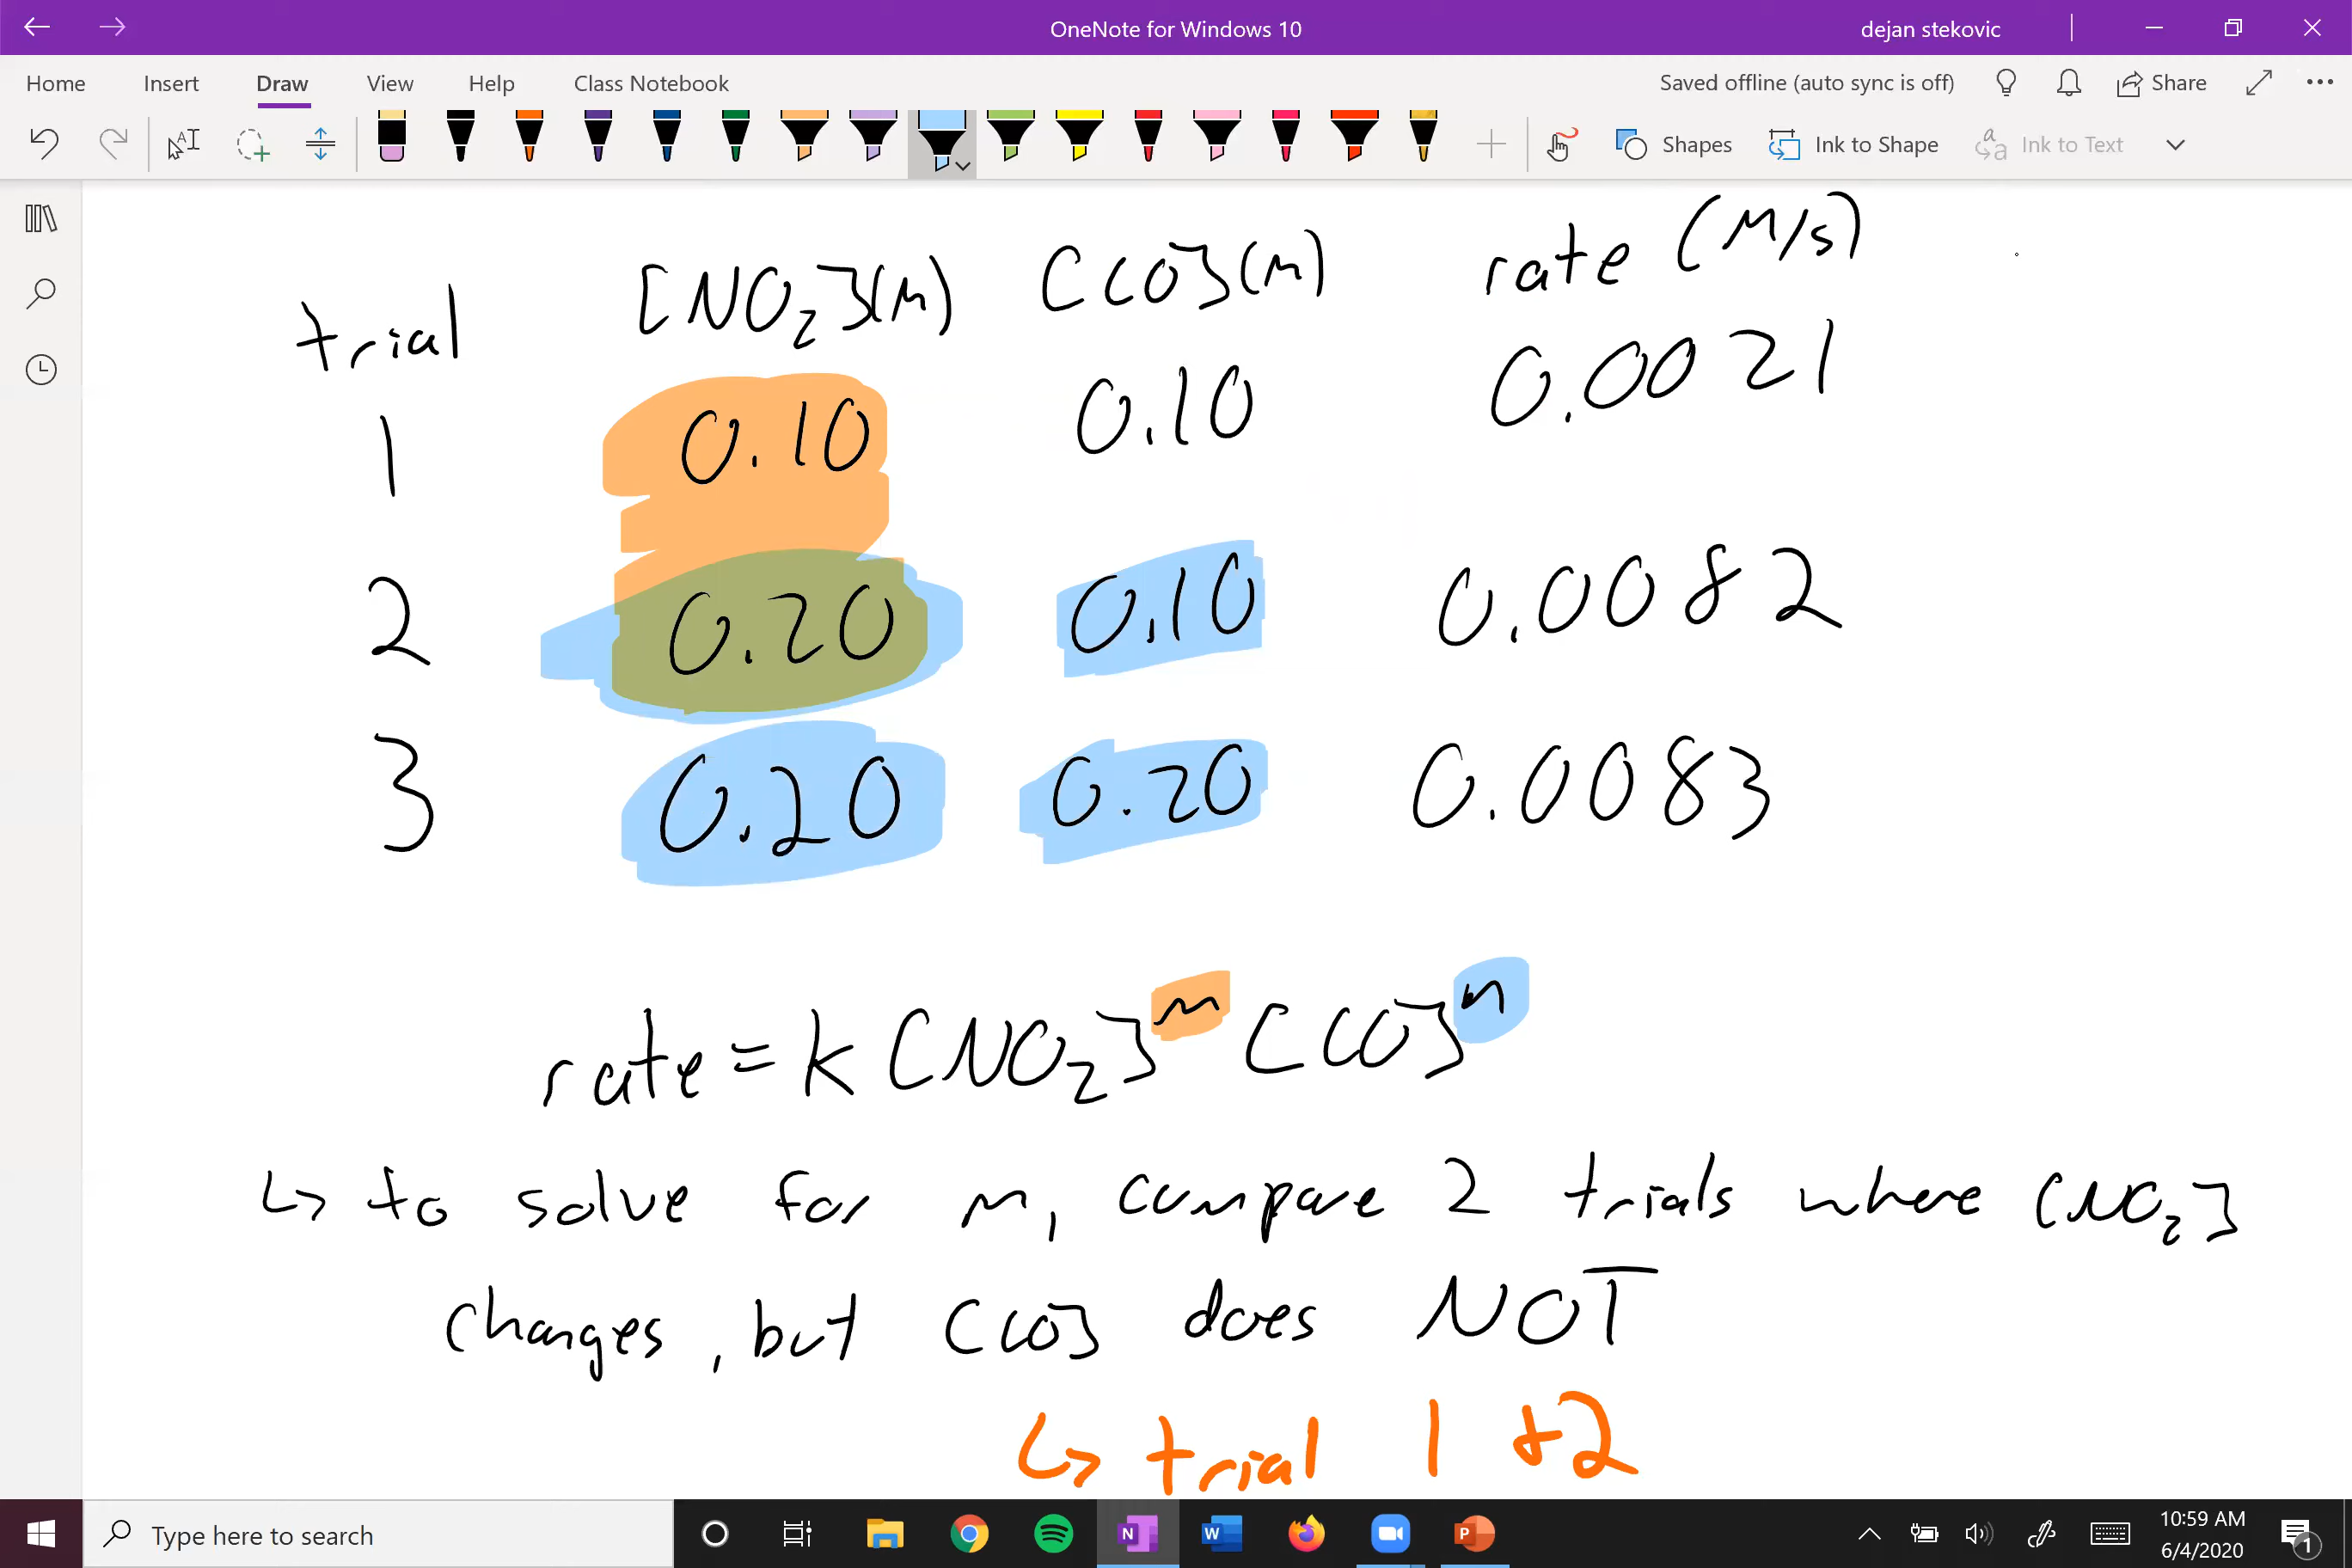 OneNote for Windows 10
dejan stekovic
Home Insert Draw View Help Class Notebook
Saved offline (auto sync is off) Share
Shapes Ink to Shape Ink to Text
trial [NO₂](M) [CO](M) rate (M/s)
1 0.10 0.10 0.0021
2 0.20 0.10 0.0082
3 0.20 0.20 0.0083
rate = k [NO₂]ᵐ [CO]ⁿ
↳ to solve for m, compare 2 trials where [NO₂]
changes, but [CO] does NOT
↳ trial 1 + 2
Type here to search
10:59 AM
6/4/2020
1